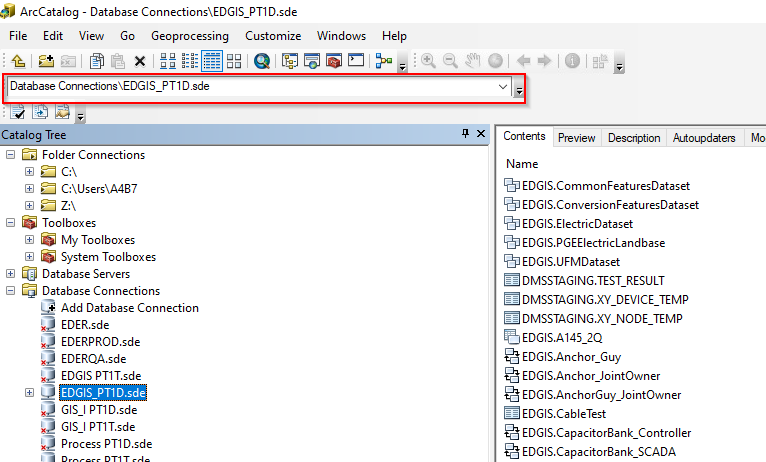 ArcCatalog - Database Connections\EDGIS_PT1D.sde
File Edit View Go Geoprocessing Customize Windows Help
Database Connections\EDGIS_PT1D.sde
Catalog Tree
Folder Connections
C:\
C:\Users\A4B7
Z:\
Toolboxes
My Toolboxes
System Toolboxes
Database Servers
Database Connections
Add Database Connection
EDER.sde
EDERPROD.sde
EDERQA.sde
EDGIS PT1T.sde
EDGIS_PT1D.sde
GIS_I PT1D.sde
GIS_I PT1T.sde
Process PT1D.sde
Process PT1T.sde
Contents Preview Description Autoupdaters Mo
Name
EDGIS.CommonFeaturesDataset
EDGIS.ConversionFeaturesDataset
EDGIS.ElectricDataset
EDGIS.PGEElectricLandbase
EDGIS.UFMDataset
DMSSTAGING.TEST_RESULT
DMSSTAGING.XY_DEVICE_TEMP
DMSSTAGING.XY_NODE_TEMP
EDGIS.A145_2Q
EDGIS.Anchor_Guy
EDGIS.Anchor_JointOwner
EDGIS.AnchorGuy_JointOwner
EDGIS.CableTest
EDGIS.CapacitorBank_Controller
EDGIS.CapacitorBank_SCADA